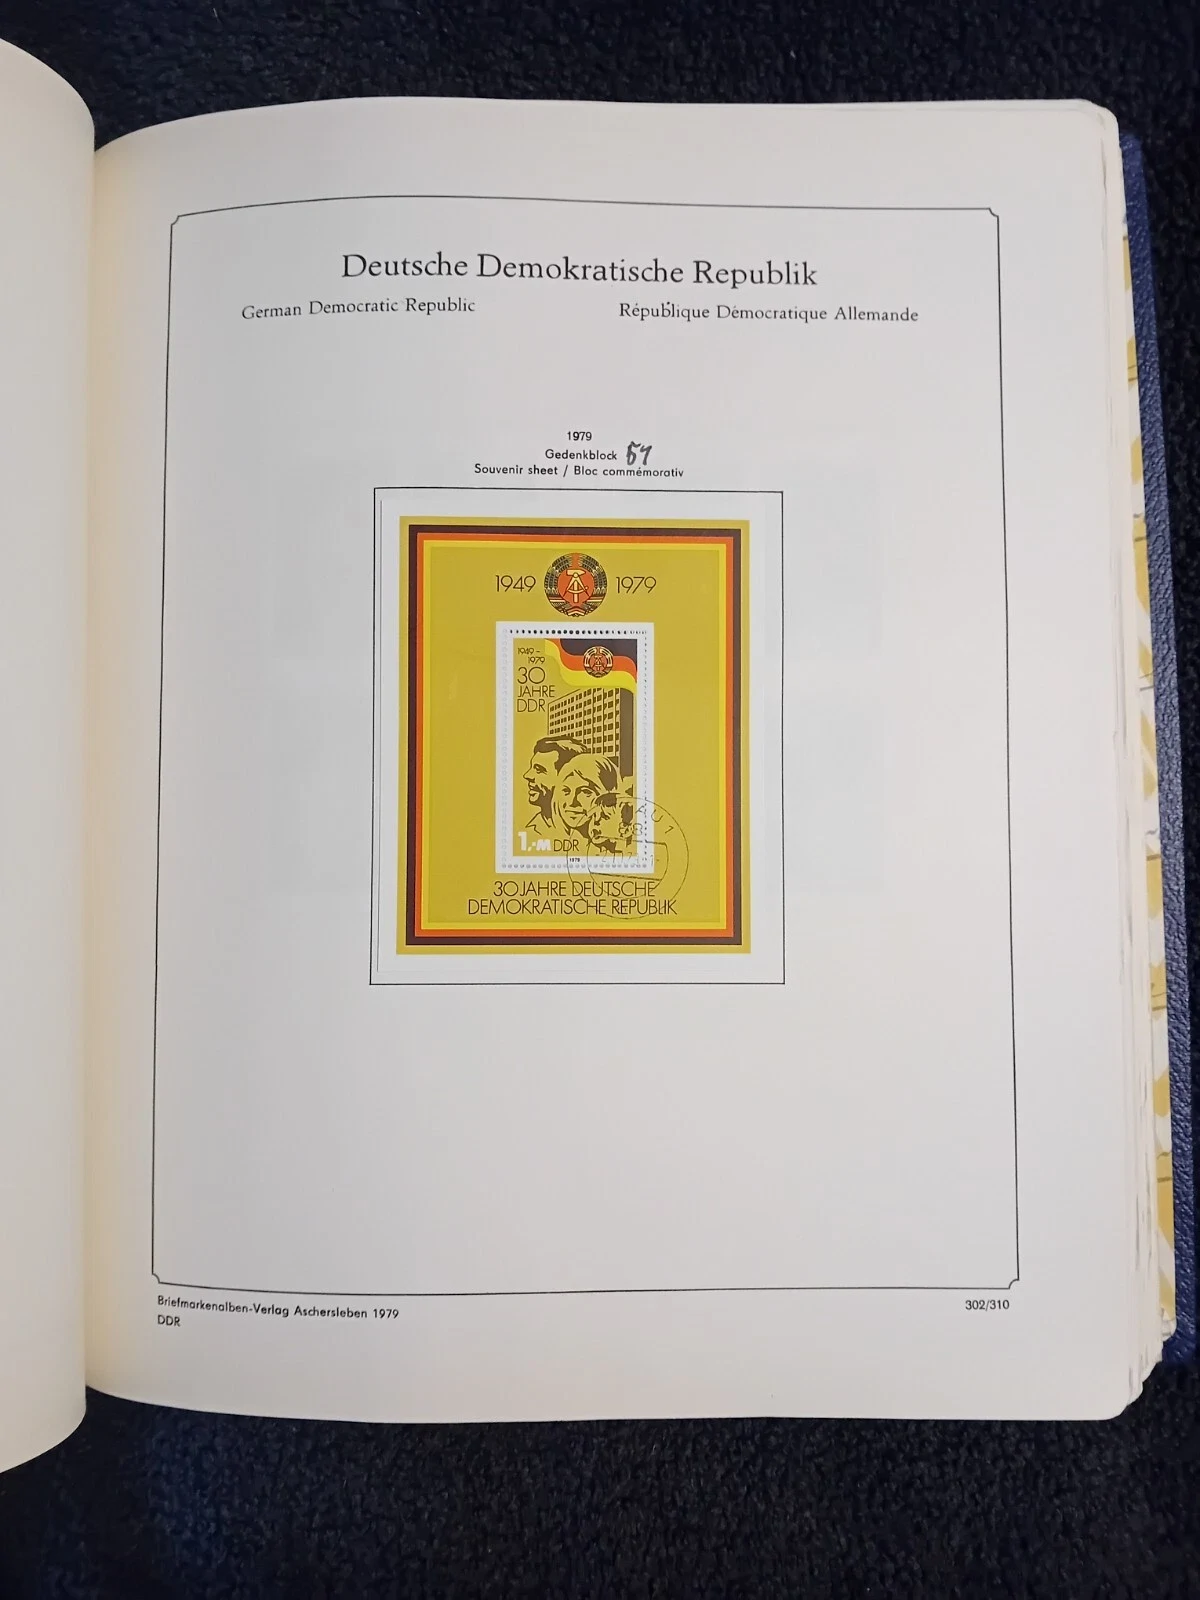 Deutsche Demokratische Republik
German Democratic Republic
République Démocratique Allemande
1979
Gedenkblock
Souvenir sheet / Bloc commémorativ
1949 1979
1949–
1979
30
JAHRE
DDR
1,-M DDR
1979
30 JAHRE DEUTSCHE
DEMOKRATISCHE REPUBLIK
Briefmarkenalben-Verlag Aschersleben 1979
DDR
302/310